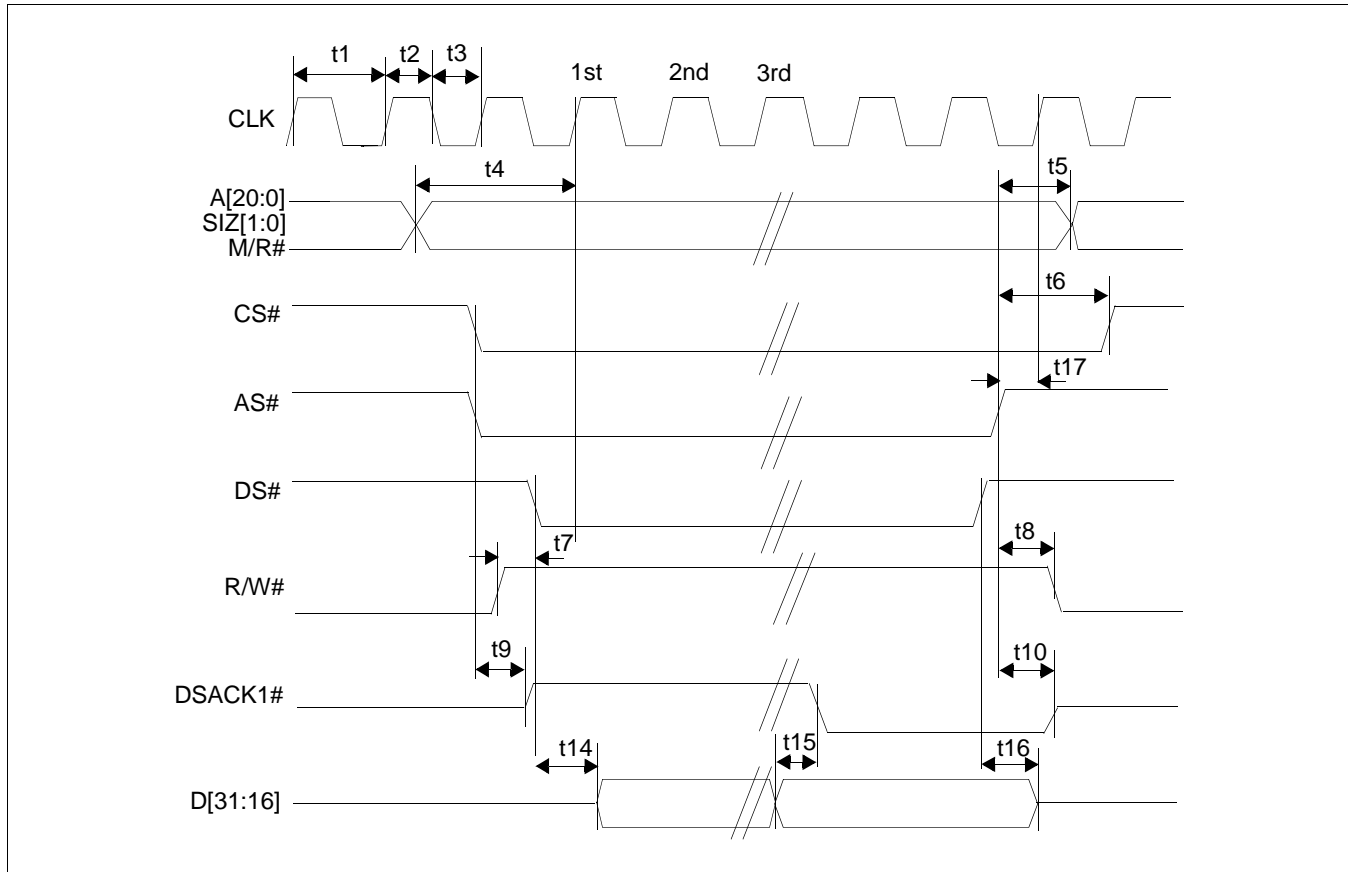 t1
t2
t3
1st
2nd
3rd
CLK
t4
t5
A[20:0]
SIZ[1:0]
M/R#
t6
CS#
t17
AS#
DS#
t7
t8
R/W#
t9
t10
DSACK1#
t14
t15
t16
D[31:16]